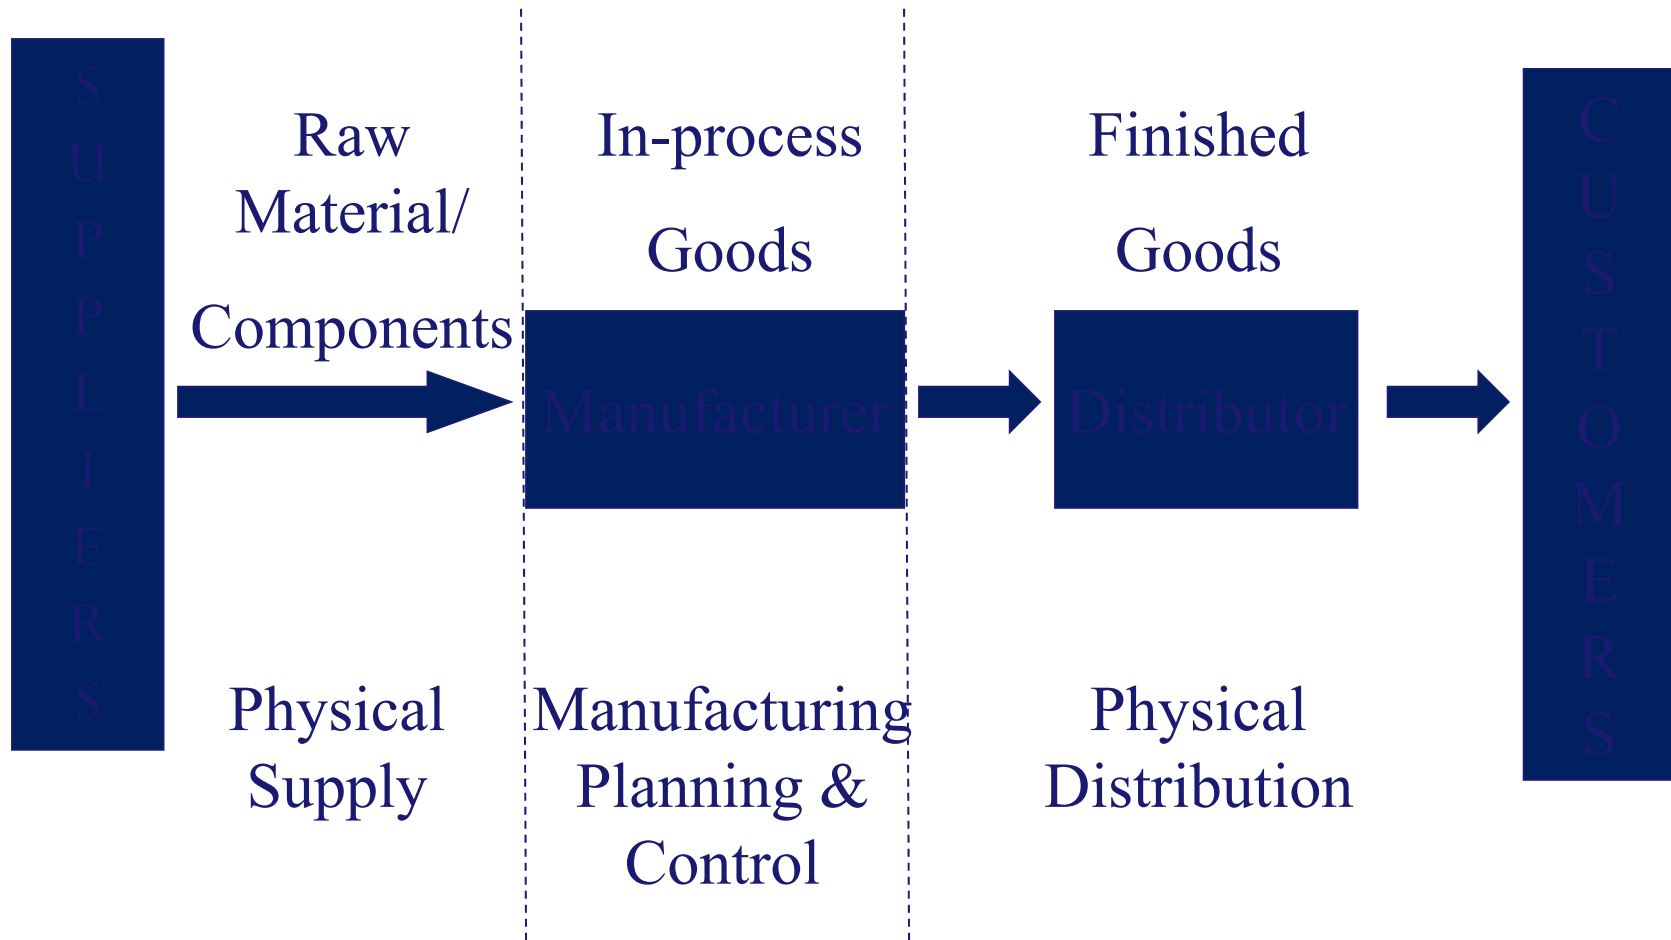 S
U
P
P
L
I
E
R
S
Raw
Material/
Components
In-process
Goods
Finished
Goods
Manufacturer
Distributor
Physical
Supply
Manufacturing
Planning &
Control
Physical
Distribution
C
U
S
T
O
M
E
R
S